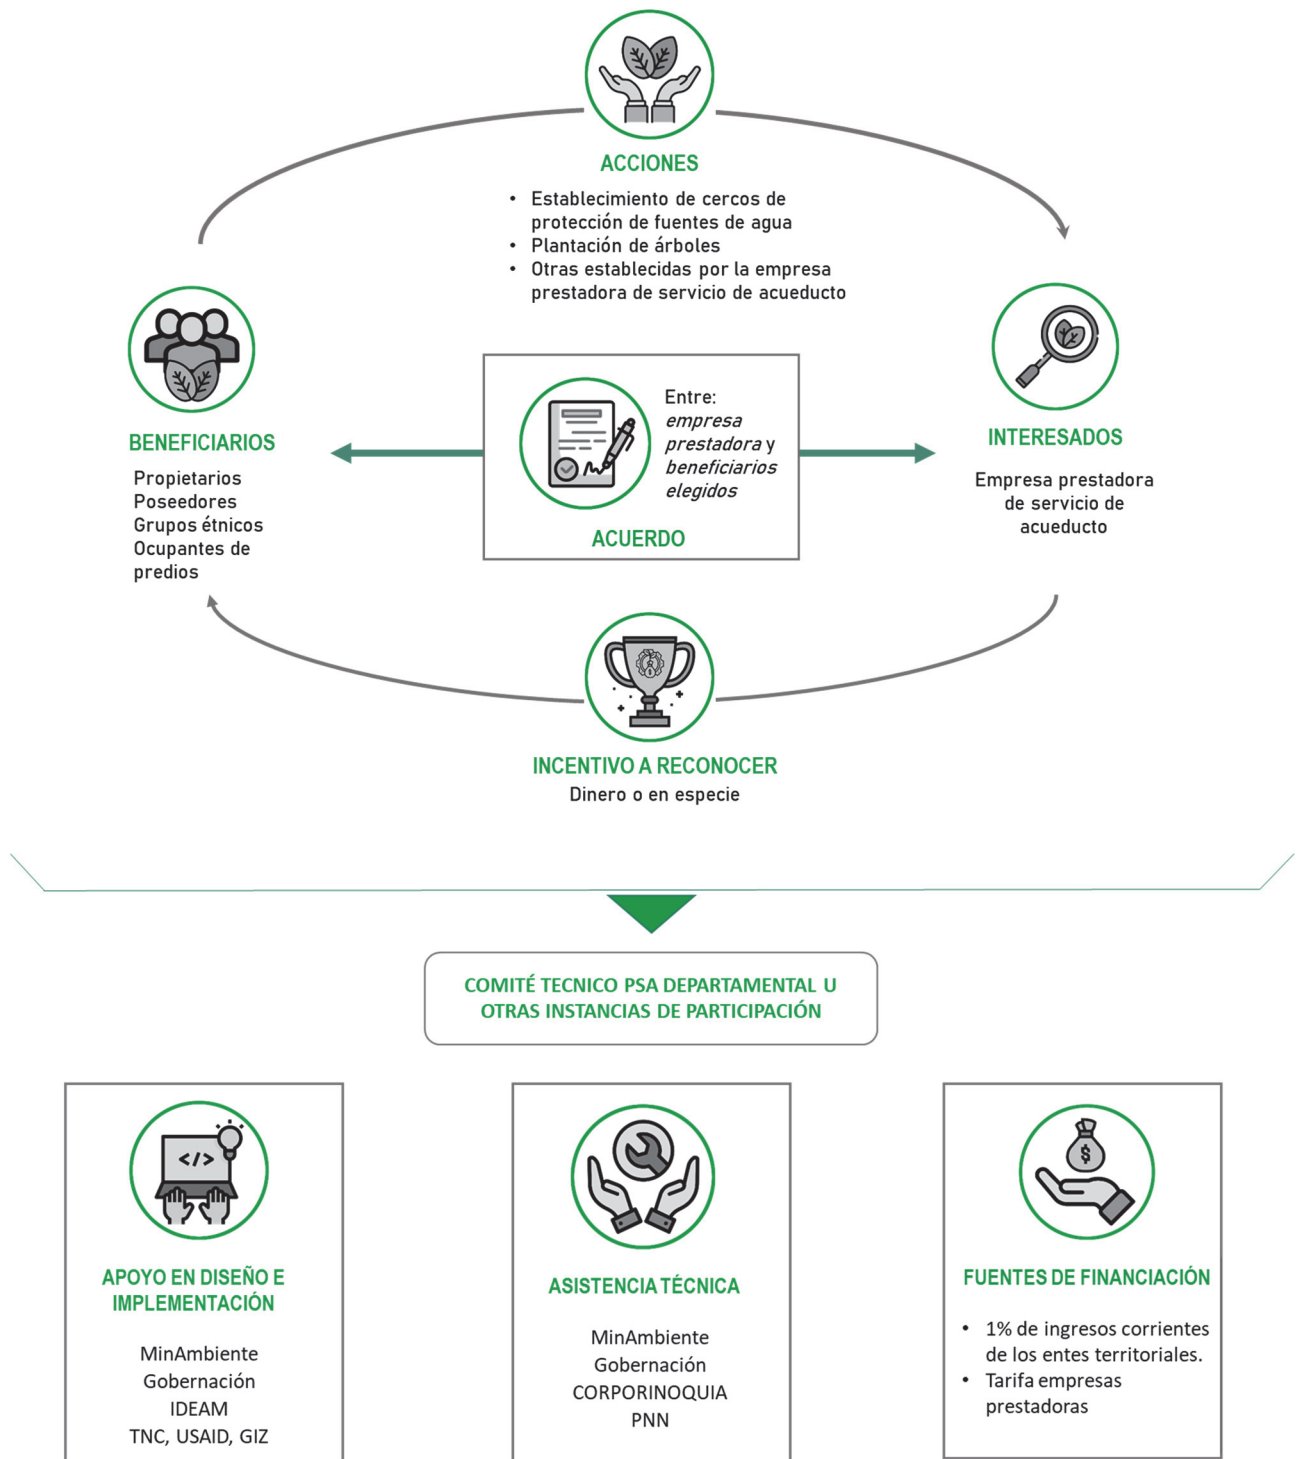 ACCIONES
• Establecimiento de cercos de
protección de fuentes de agua
• Plantación de árboles
• Otras establecidas por la empresa
prestadora de servicio de acueducto
BENEFICIARIOS
Propietarios
Poseedores
Grupos étnicos
Ocupantes de
predios
Entre:
empresa
prestadora y
beneficiarios
elegidos
ACUERDO
INTERESADOS
Empresa prestadora
de servicio de
acueducto
INCENTIVO A RECONOCER
Dinero o en especie
COMITÉ TECNICO PSA DEPARTAMENTAL U
OTRAS INSTANCIAS DE PARTICIPACIÓN
</>
APOYO EN DISEÑO E
IMPLEMENTACIÓN
MinAmbiente
Gobernación
IDEAM
TNC, USAID, GIZ
ASISTENCIA TÉCNICA
MinAmbiente
Gobernación
CORPORINOQUIA
PNN
$
FUENTES DE FINANCIACIÓN
• 1% de ingresos corrientes
de los entes territoriales.
• Tarifa empresas
prestadoras